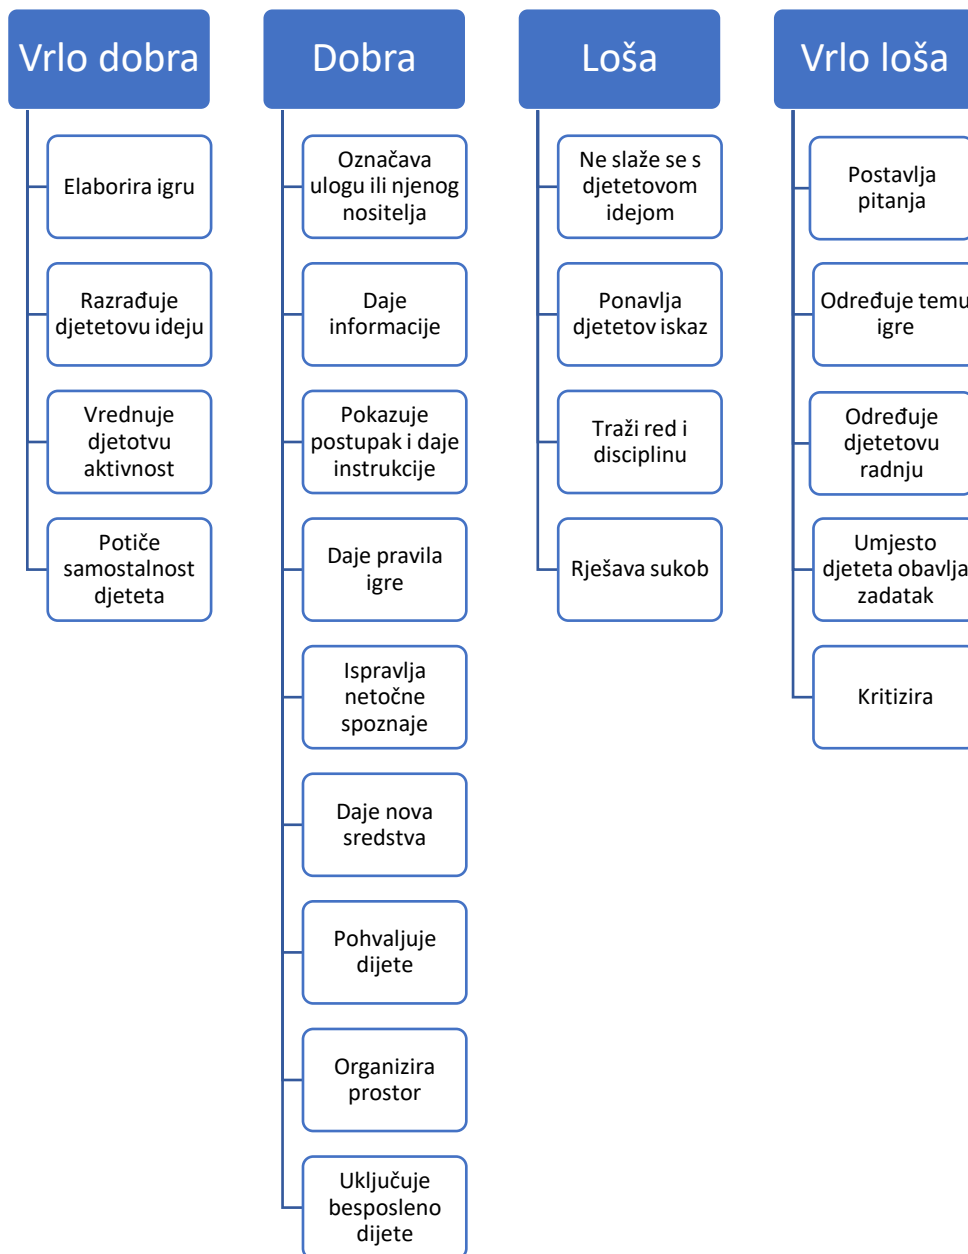 Vrlo dobra
Elaborira igru
Razrađuje
djetetovu ideju
Vrednuje
djetotvu
aktivnost
Potiče
samostalnost
djeteta
Dobra
Označava
ulogu ili njenog
nositelja
Daje
informacije
Pokazuje
postupak i daje
instrukcije
Daje pravila
igre
Ispravlja
netočne
spoznaje
Daje nova
sredstva
Pohvaljuje
dijete
Organizira
prostor
Uključuje
besposleno
dijete
Loša
Ne slaže se s
djetetovom
idejom
Ponavlja
djetetov iskaz
Traži red i
disciplinu
Rješava sukob
Vrlo loša
Postavlja
pitanja
Određuje temu
igre
Određuje
djetetovu
radnju
Umjesto
djeteta obavlja
zadatak
Kritizira